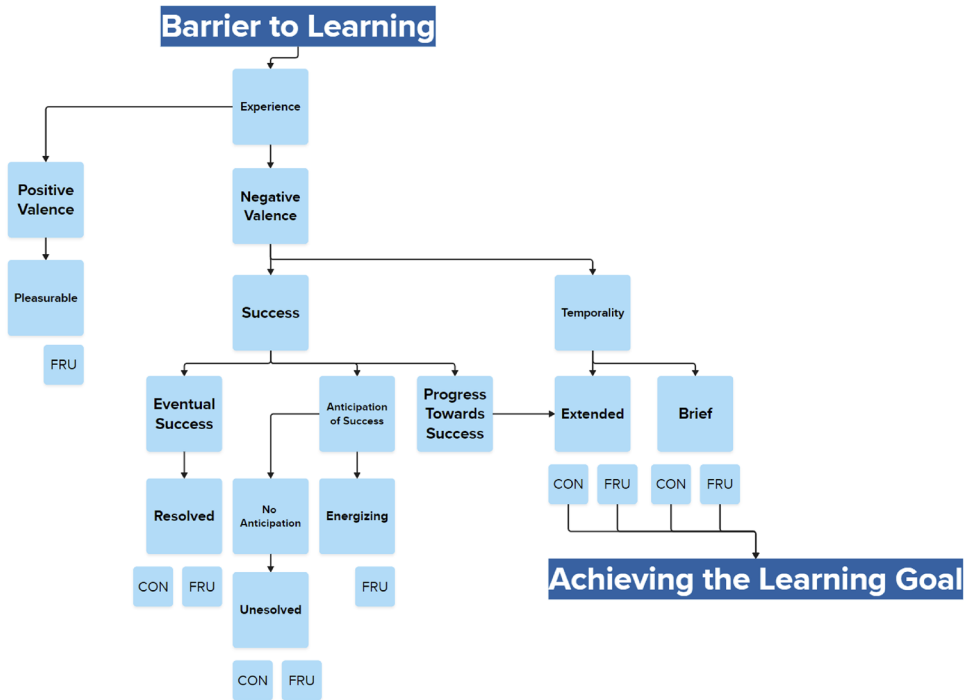 Barrier to Learning
Experience
Positive
Valence
Negative
Valence
Pleasurable
FRU
Success
Temporality
Eventual
Success
Anticipation
of Success
Progress
Towards
Success
Extended
Brief
CON
FRU
CON
FRU
Resolved
No
Anticipation
Energizing
CON
FRU
FRU
Unesolved
CON
FRU
Achieving the Learning Goal